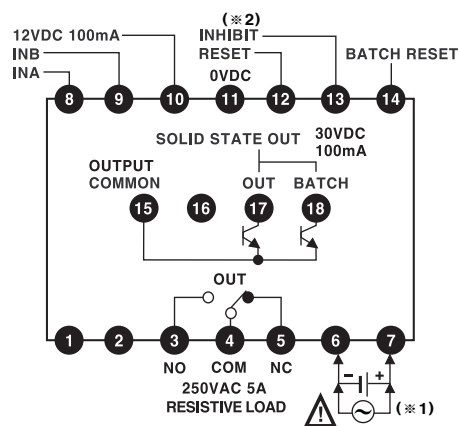 (※2)
12VDC 100mA
INHIBIT
INB
RESET
BATCH RESET
INA
0VDC
8 9 10 11 12 13 14
SOLID STATE OUT
30VDC
100mA
OUTPUT
COMMON
OUT
BATCH
15 16 17 18
OUT
1 2 3 4 5 6 7
NO COM NC
- +
250VAC 5A
RESISTIVE LOAD
! ~
(※1)